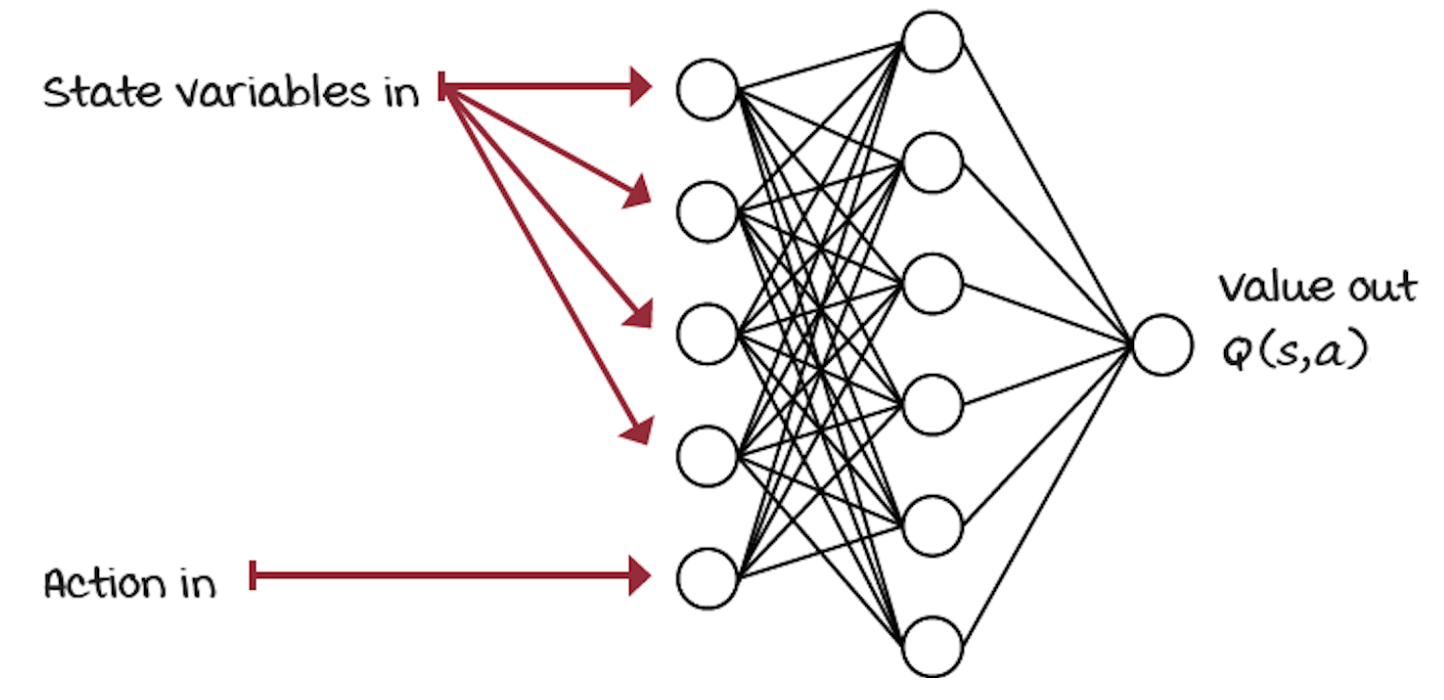 State variables in
Value out
Q(s,a)
Action in